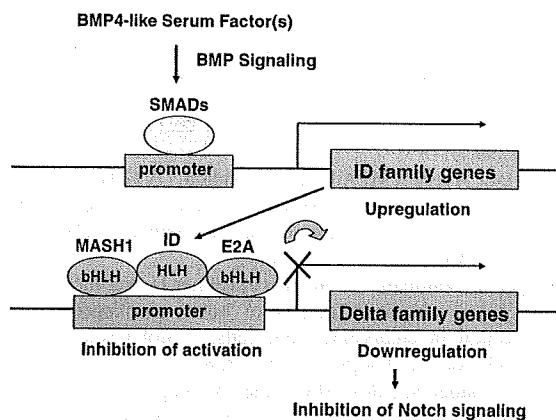 BMP4-like Serum Factor(s)
BMP Signaling
SMADs
promoter
ID family genes
Upregulation
MASH1
ID
E2A
bHLH
HLH
bHLH
promoter
Delta family genes
Inhibition of activation
Downregulation
Inhibition of Notch signaling